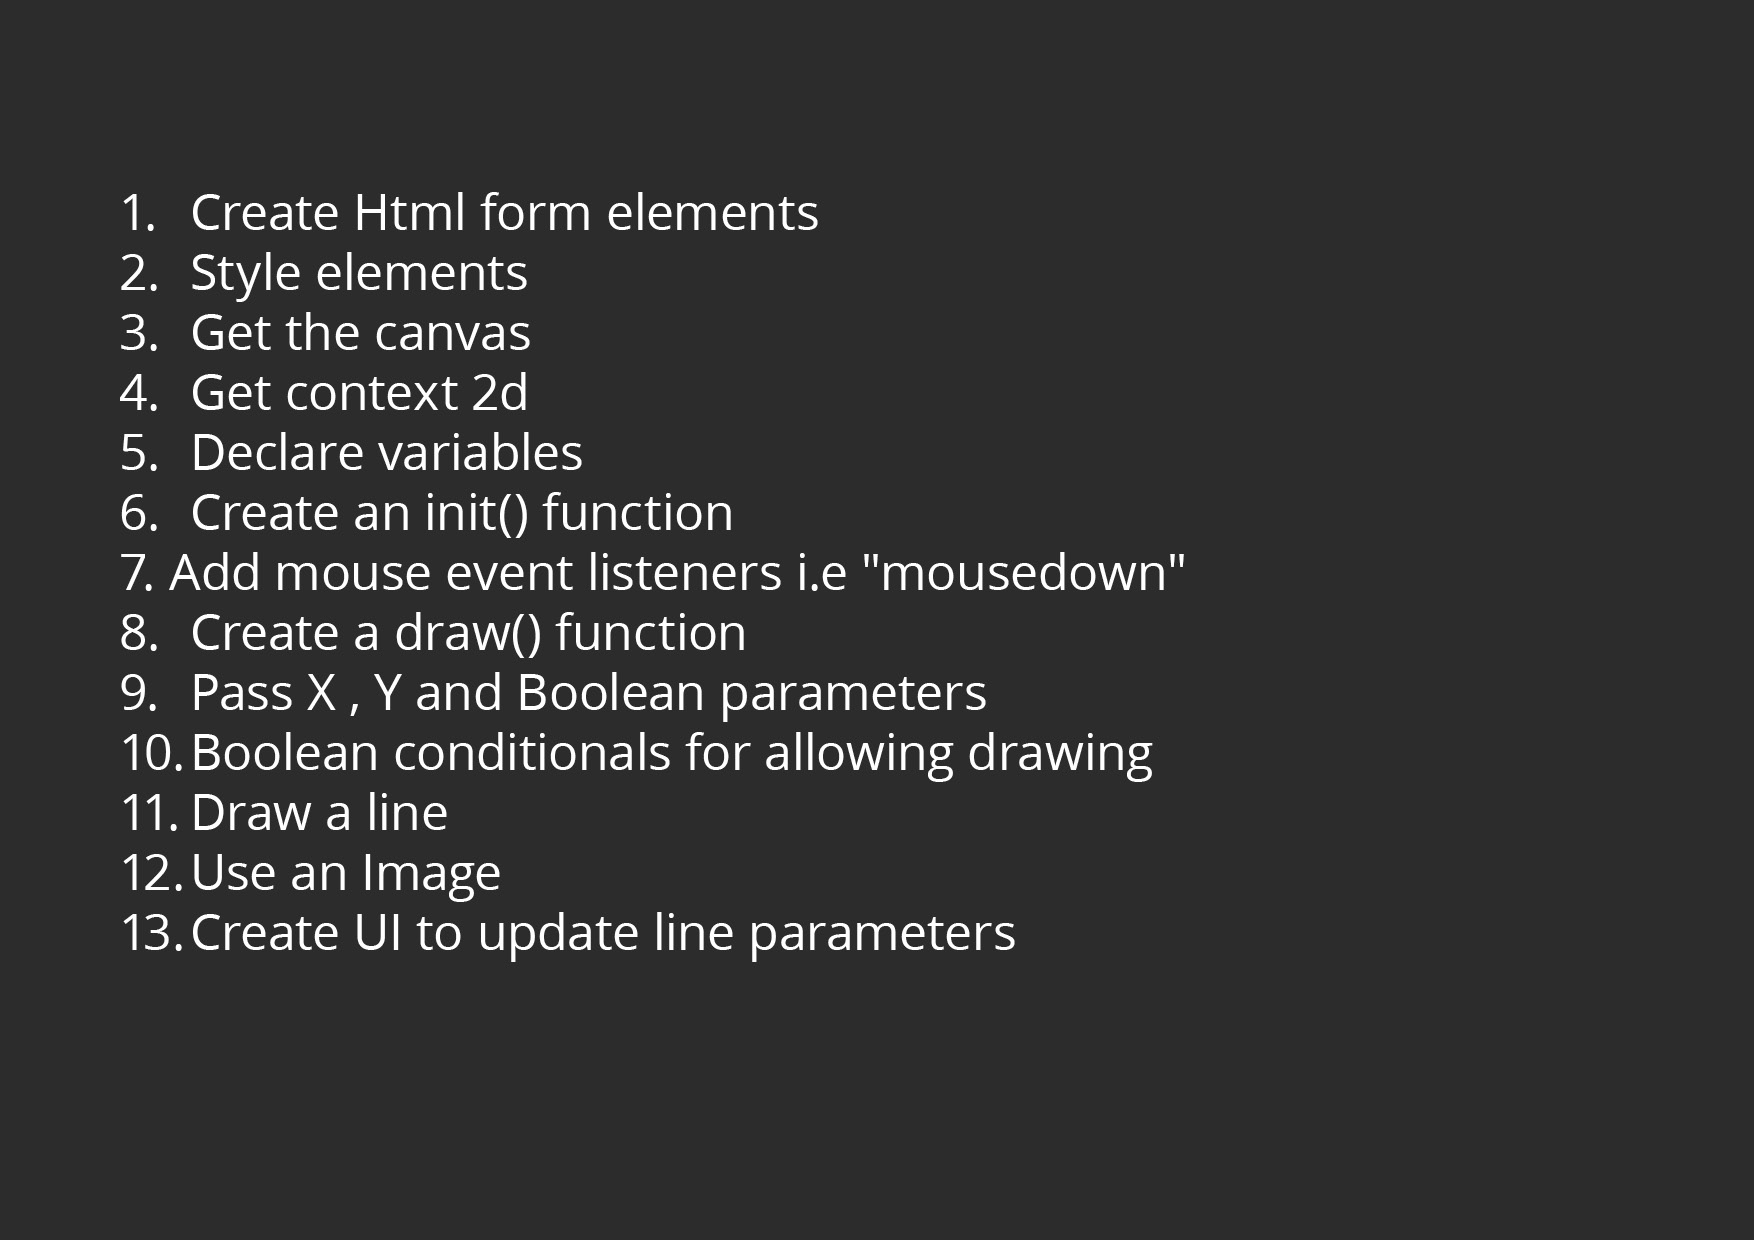 1. Create Html form elements
2. Style elements
3. Get the canvas
4. Get context 2d
5. Declare variables
6. Create an init() function
7. Add mouse event listeners i.e "mousedown"
8. Create a draw() function
9. Pass X , Y and Boolean parameters
10. Boolean conditionals for allowing drawing
11. Draw a line
12. Use an Image
13. Create UI to update line parameters